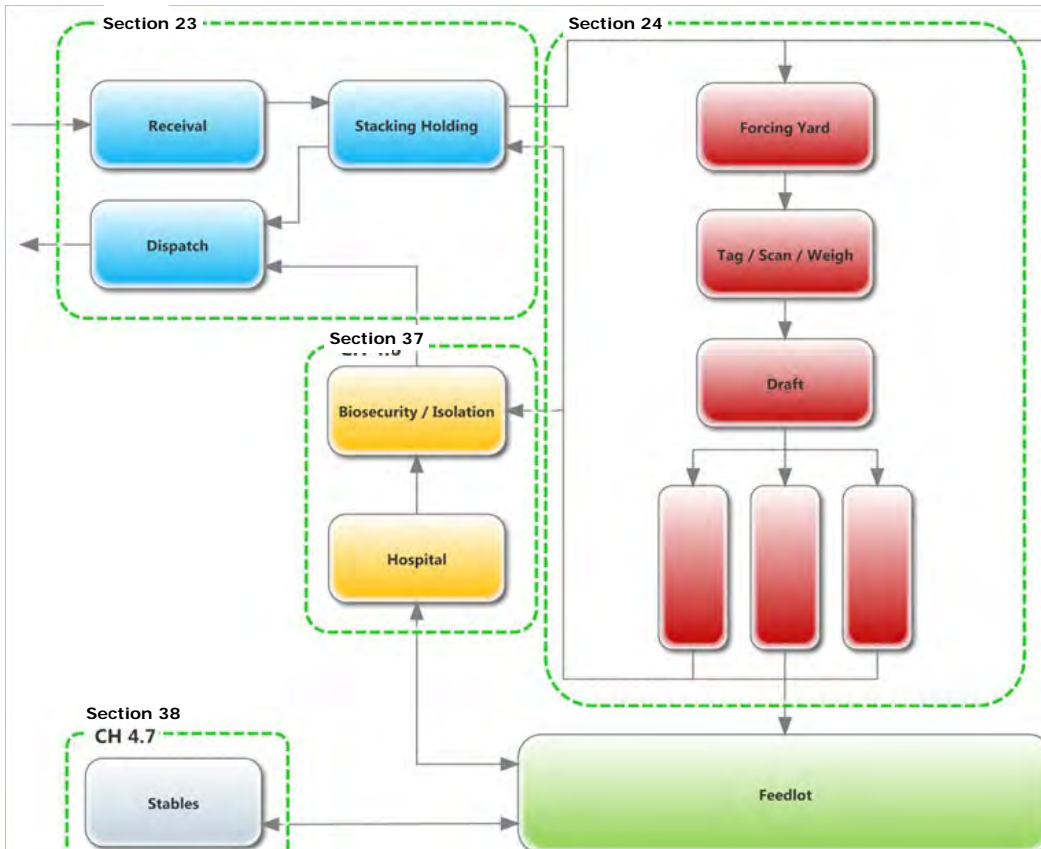 Section 23
Section 24
Receival
Stacking Holding
Forcing Yard
Dispatch
Tag / Scan / Weigh
Section 37
Draft
Biosecurity / Isolation
Hospital
Section 38
CH 4.7
Feedlot
Stables